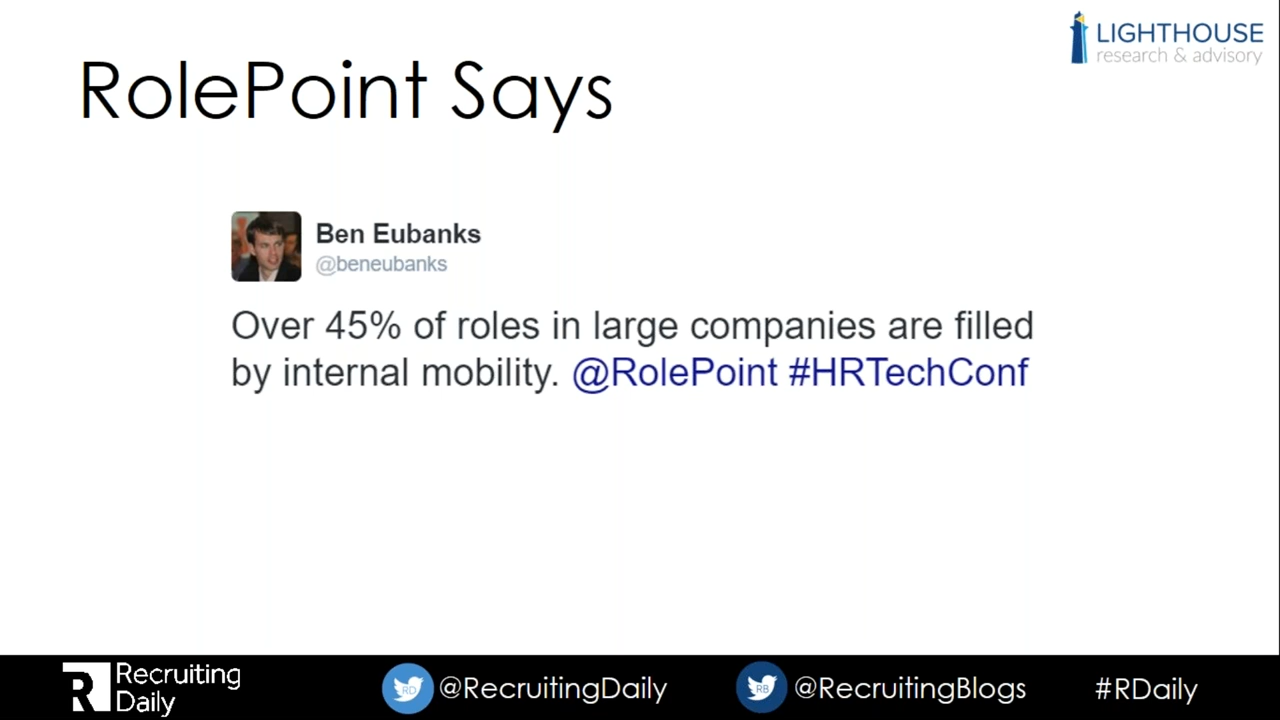 LIGHTHOUSE
research & advisory
RolePoint Says
Ben Eubanks
@beneubanks
Over 45% of roles in large companies are filled
by internal mobility. @RolePoint #HRTechConf
R
Recruiting
Daily
RD
@RecruitingDaily
RB
@RecruitingBlogs
#RDaily